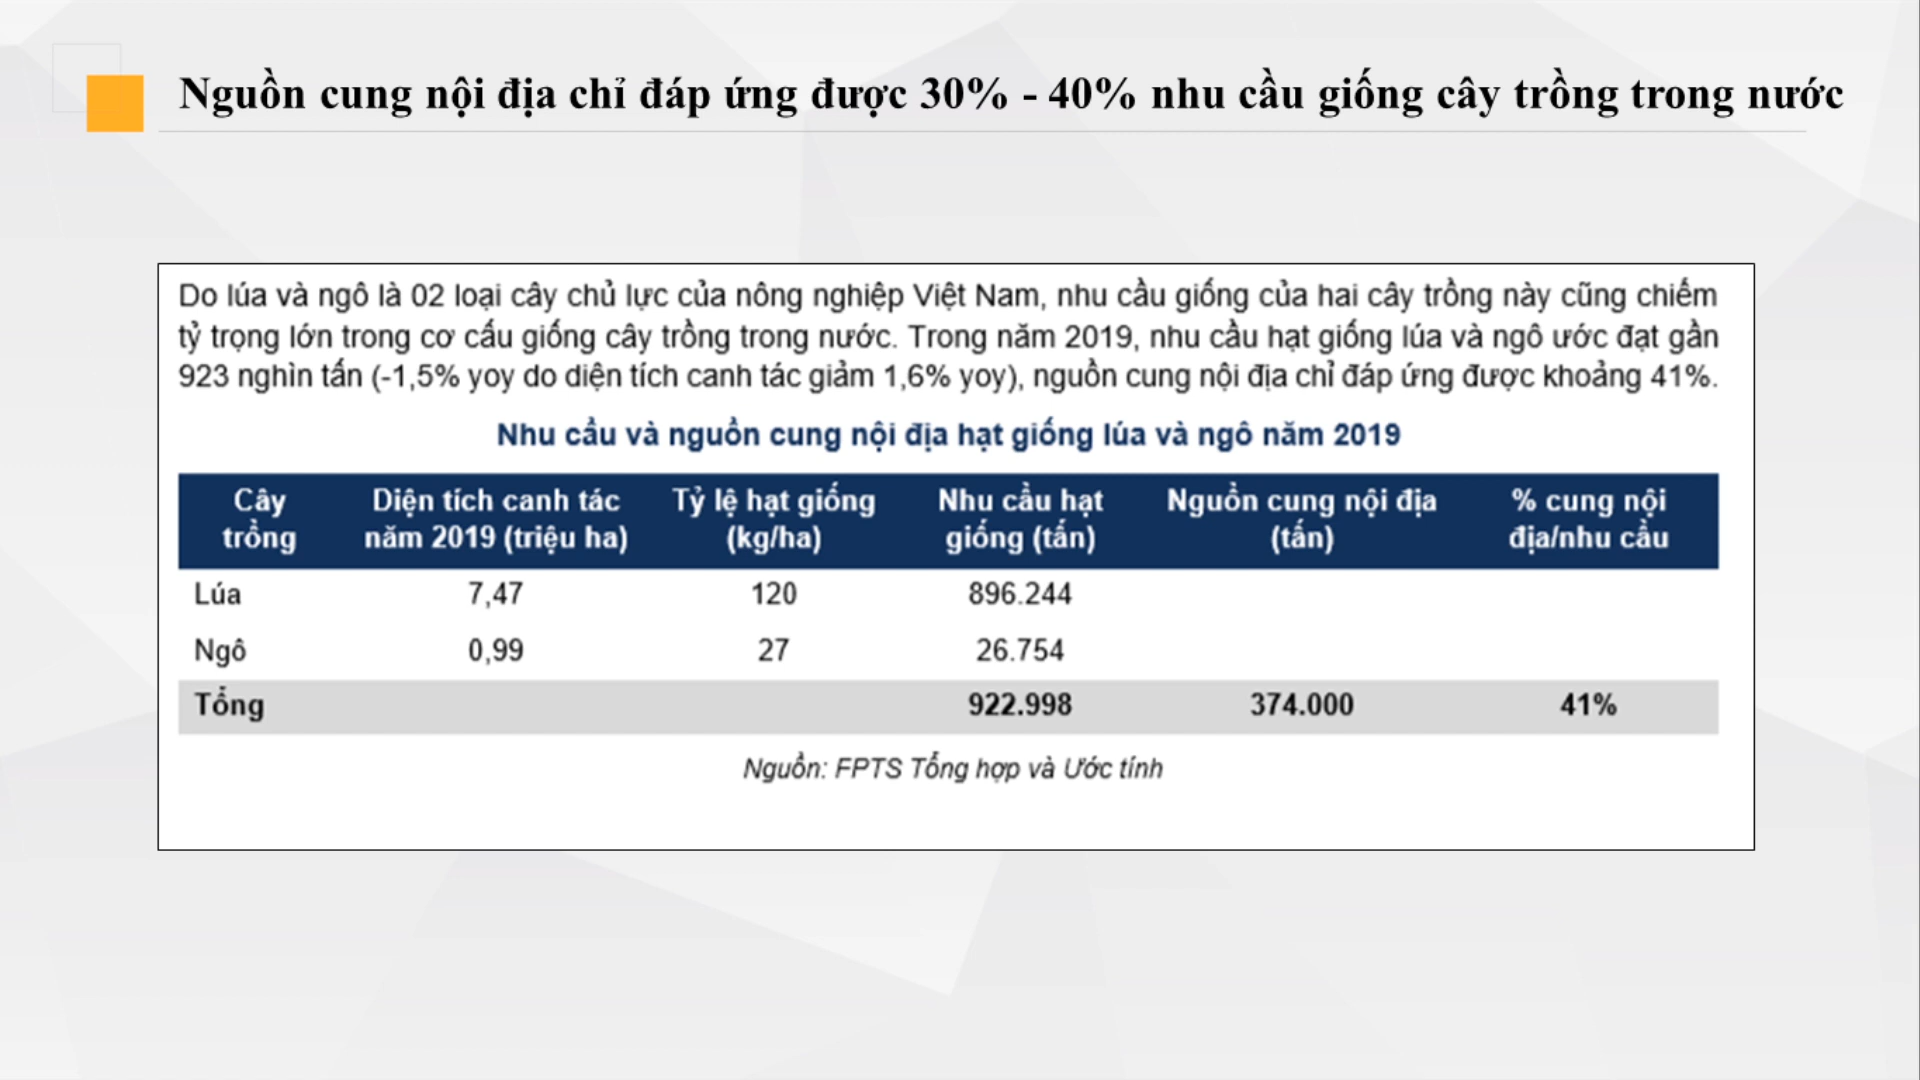 Nguồn cung nội địa chỉ đáp ứng được 30% - 40% nhu cầu giống cây trồng trong nước
Do lúa và ngô là 02 loại cây chủ lực của nông nghiệp Việt Nam, nhu cầu giống của hai cây trồng này cũng chiếm
tỷ trọng lớn trong cơ cấu giống cây trồng trong nước. Trong năm 2019, nhu cầu hạt giống lúa và ngô ước đạt gần
923 nghìn tấn (-1,5% yoy do diện tích canh tác giảm 1,6% yoy), nguồn cung nội địa chỉ đáp ứng được khoảng 41%.
Nhu cầu và nguồn cung nội địa hạt giống lúa và ngô năm 2019
Cây Diện tích canh tác Tỷ lệ hạt giống Nhu cầu hạt Nguồn cung nội địa % cung nội
trồng năm 2019 (triệu ha) (kg/ha) giống (tấn) (tấn) địa/nhu cầu
Lúa 7,47 120 896.244
Ngô 0,99 27 26.754
Tổng 922.998 374.000 41%
Nguồn: FPTS Tổng hợp và Ước tính